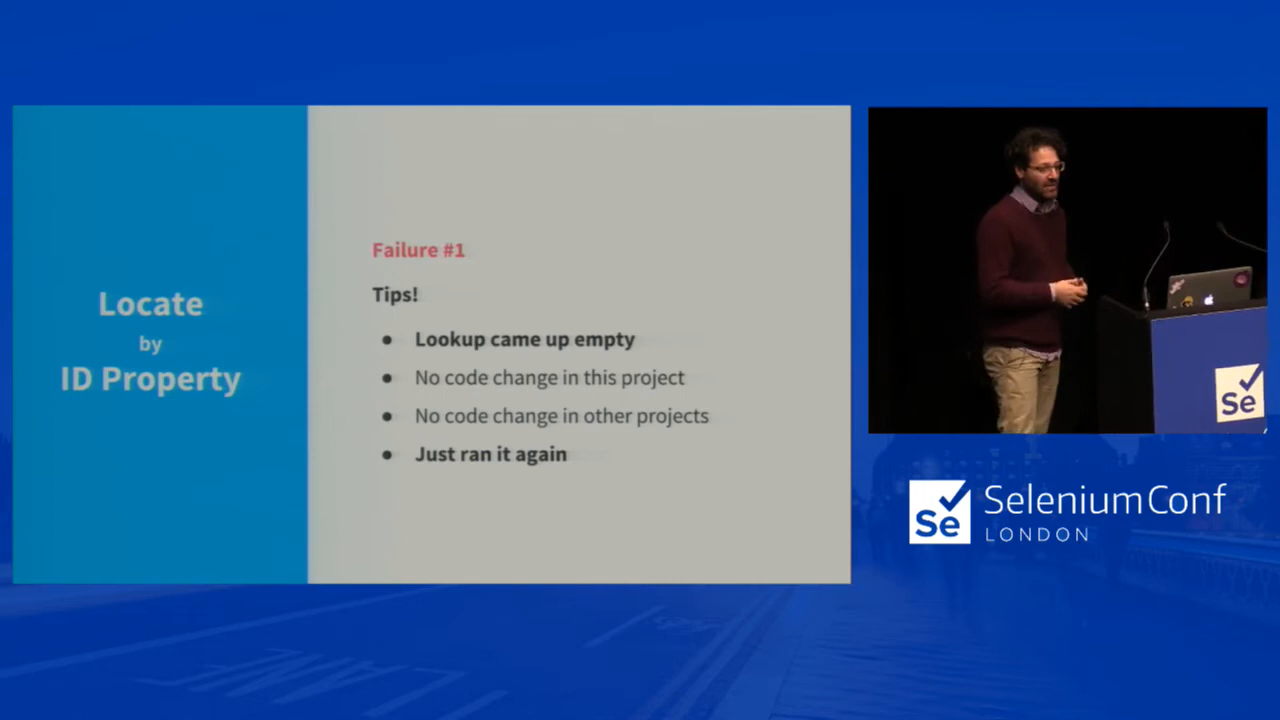 Locate
by
ID Property
Failure #1
Tips!
● Lookup came up empty
● No code change in this project
● No code change in other projects
● Just ran it again
Se
Se
SeleniumConf
LONDON